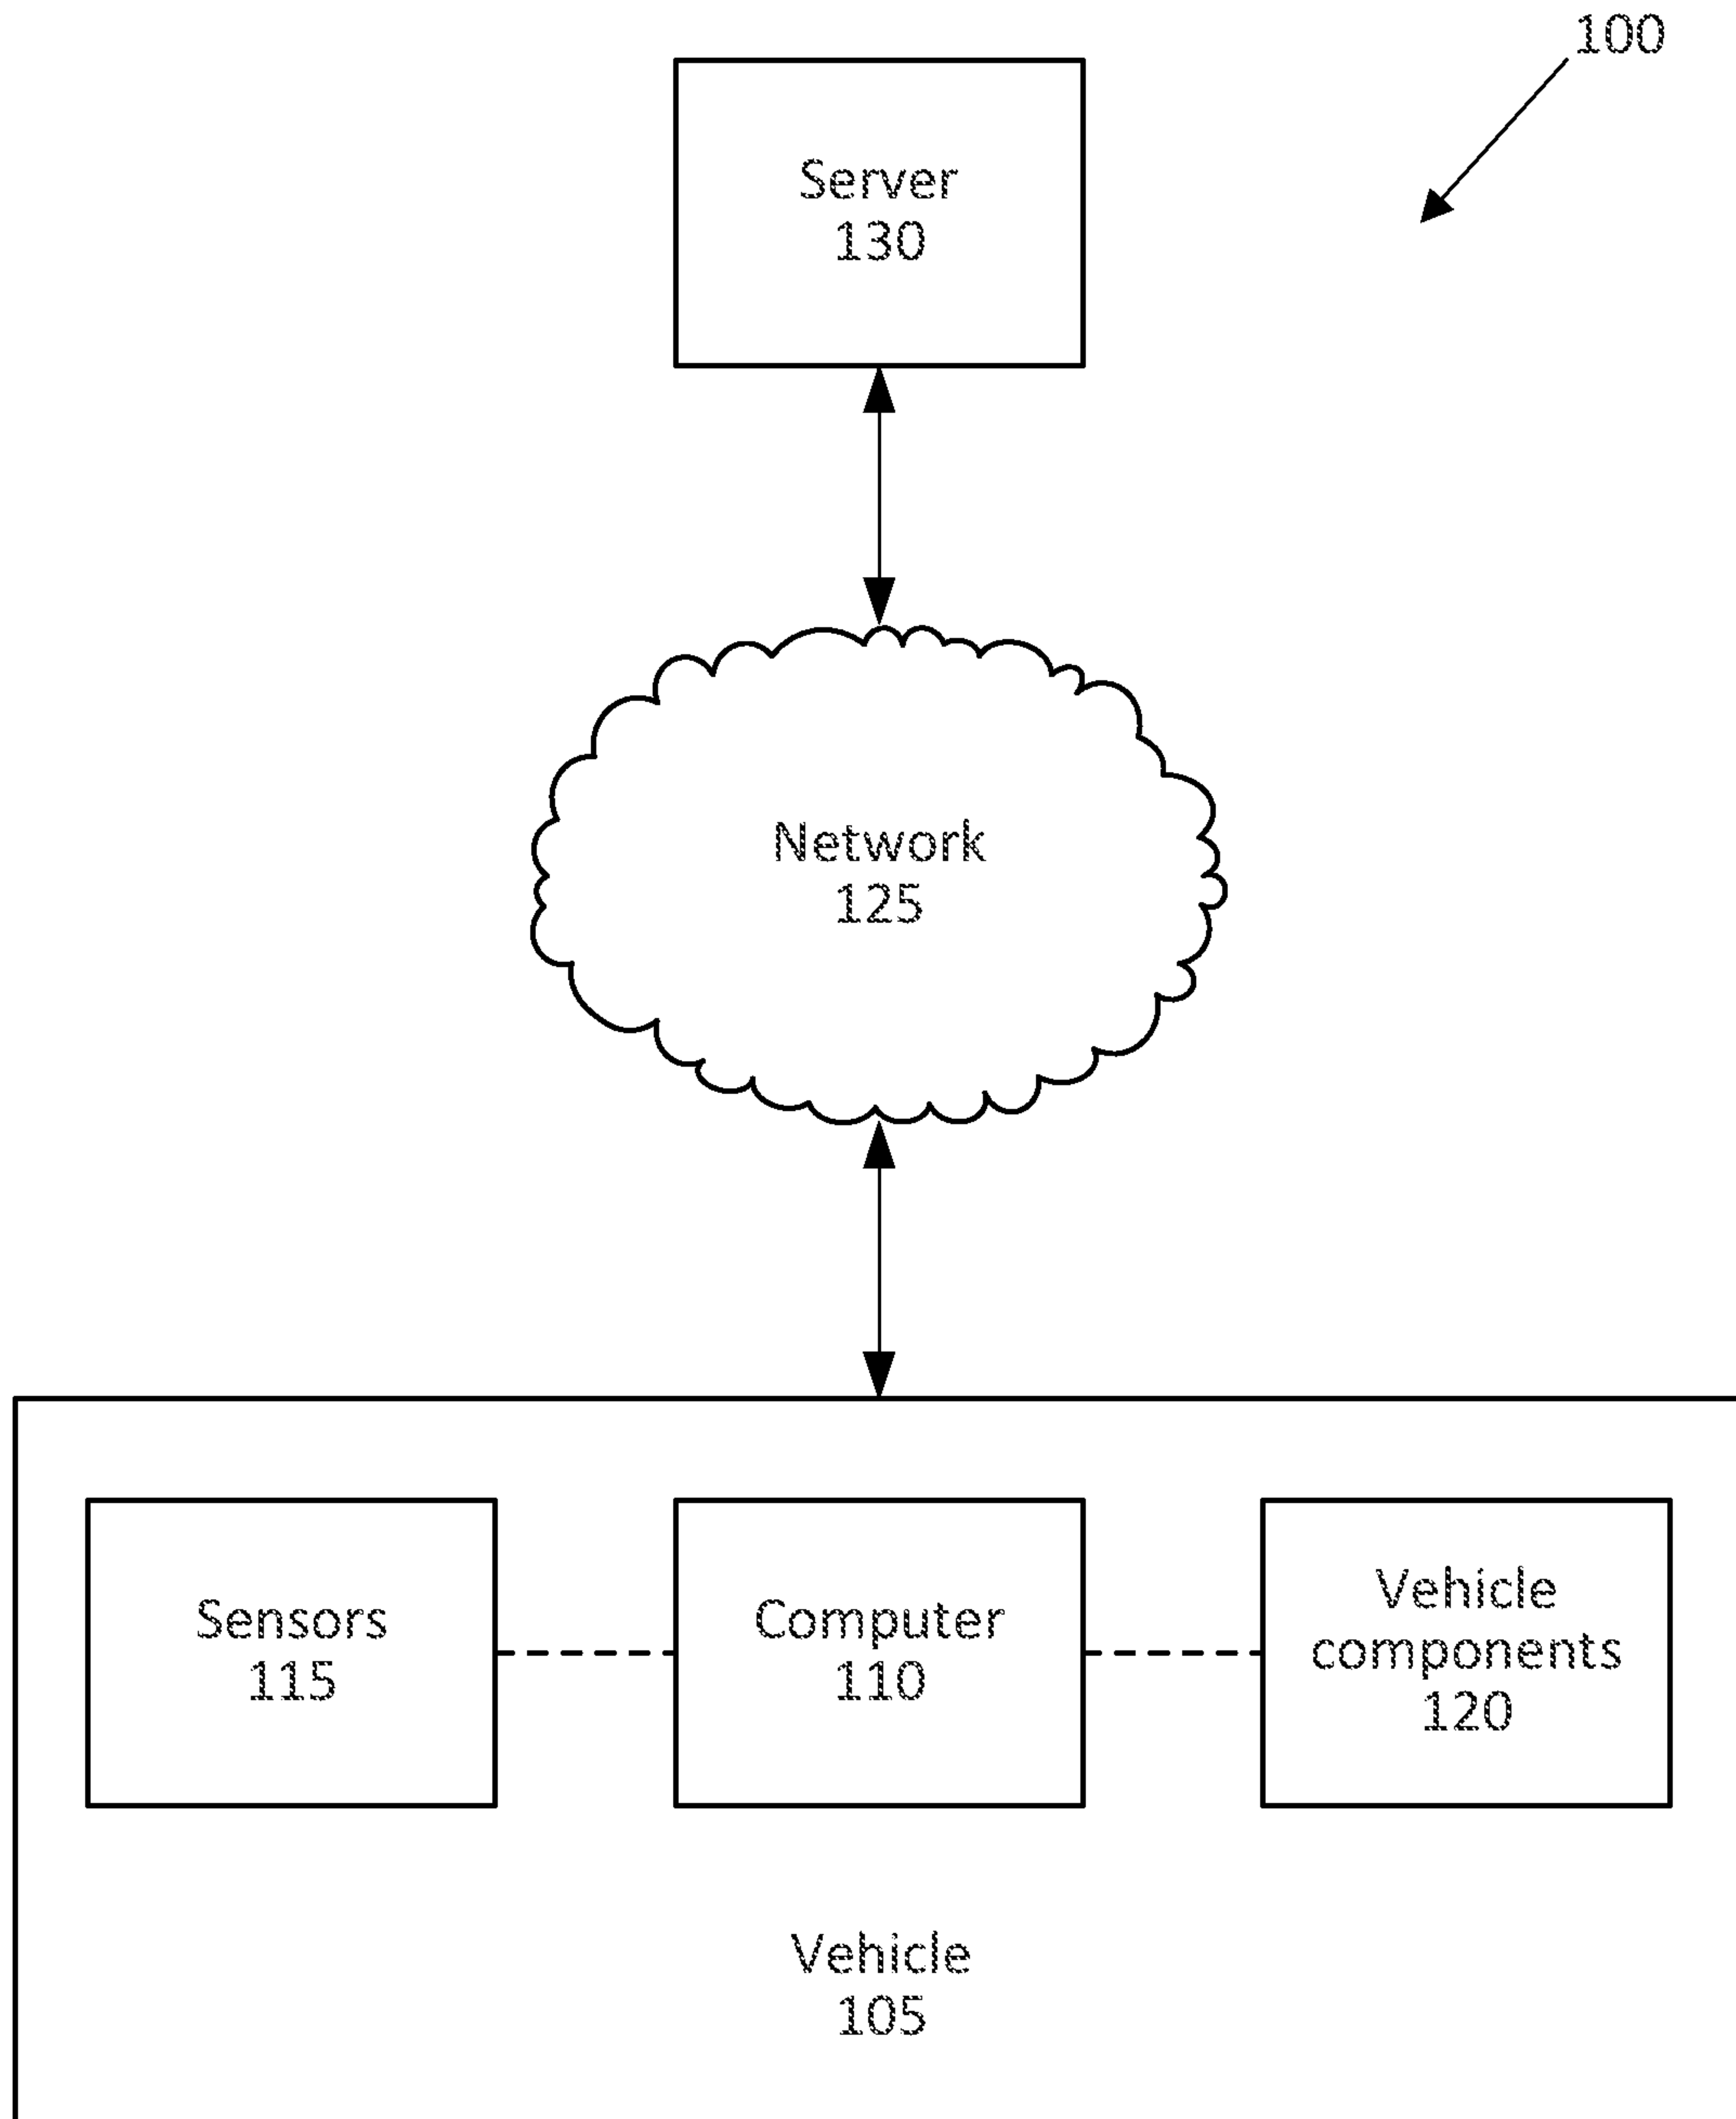 100
Server
130
Network
125
Sensors
115
Computer
110
Vehicle
components
120
Vehicle
105